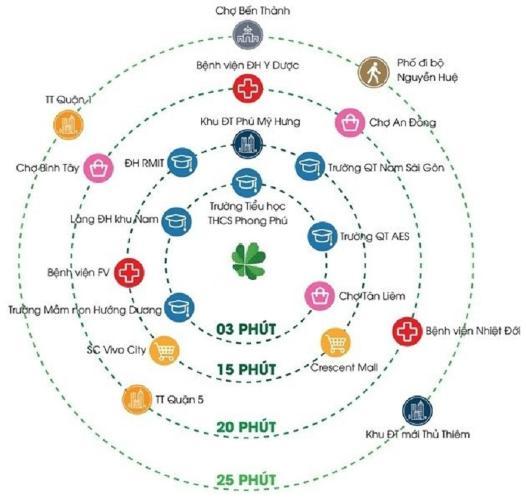 Chợ Bến Thành
Phố đi bộ
Nguyễn Huệ
Bệnh viện ĐH Y Dược
TT Quận 1
Khu ĐT Phú Mỹ Hưng
Chợ An Đông
Chợ Bình Tây
ĐH RMIT
Trường QT Nam Sài Gòn
Trường Tiểu học
THCS Phong Phú
Làng ĐH khu Nam
Trường QT AES
Bệnh viện FV
Chợ Tân Liêm
Trường Mầm non Hướng Dương
03 PHÚT
Bệnh viện Nhiệt Đới
SC Vivo City
15 PHÚT
Crescent Mall
TT Quận 5
20 PHÚT
Khu ĐT mới Thủ Thiêm
25 PHÚT